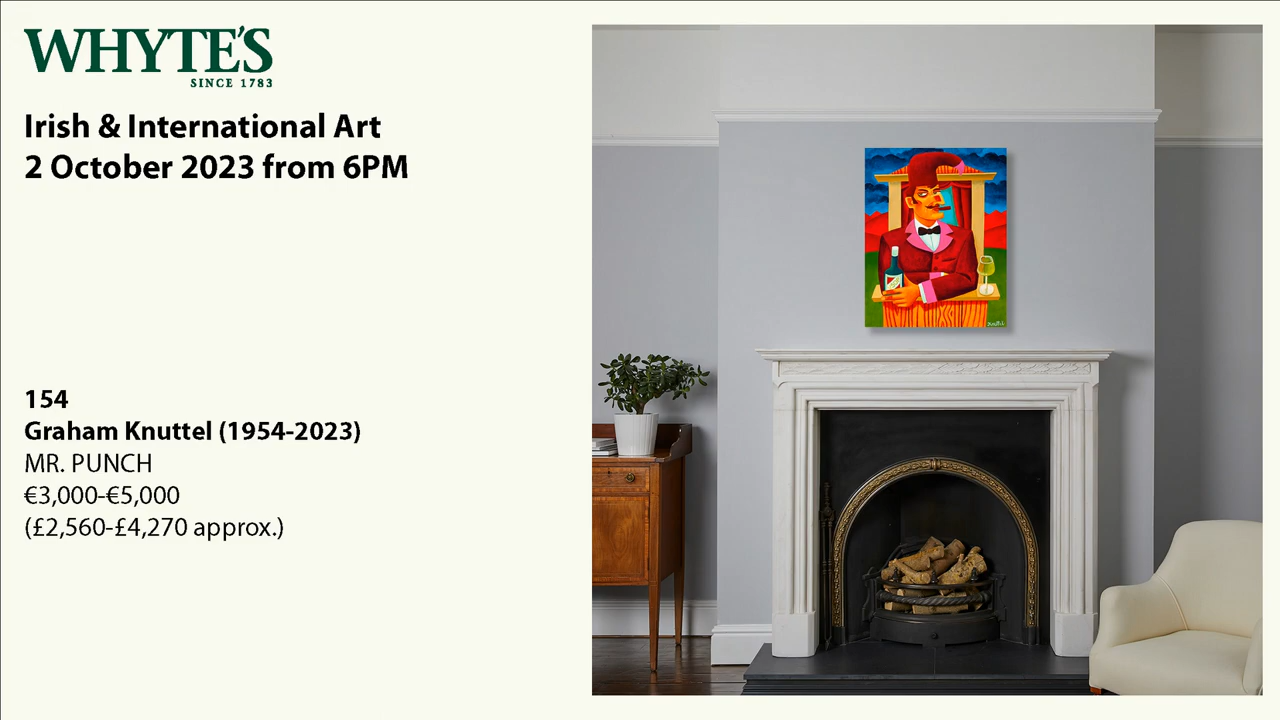 WHYTE'S
SINCE 1783
Irish & International Art
2 October 2023 from 6PM
154
Graham Knuttel (1954-2023)
MR. PUNCH
€3,000-€5,000
(£2,560-£4,270 approx.)